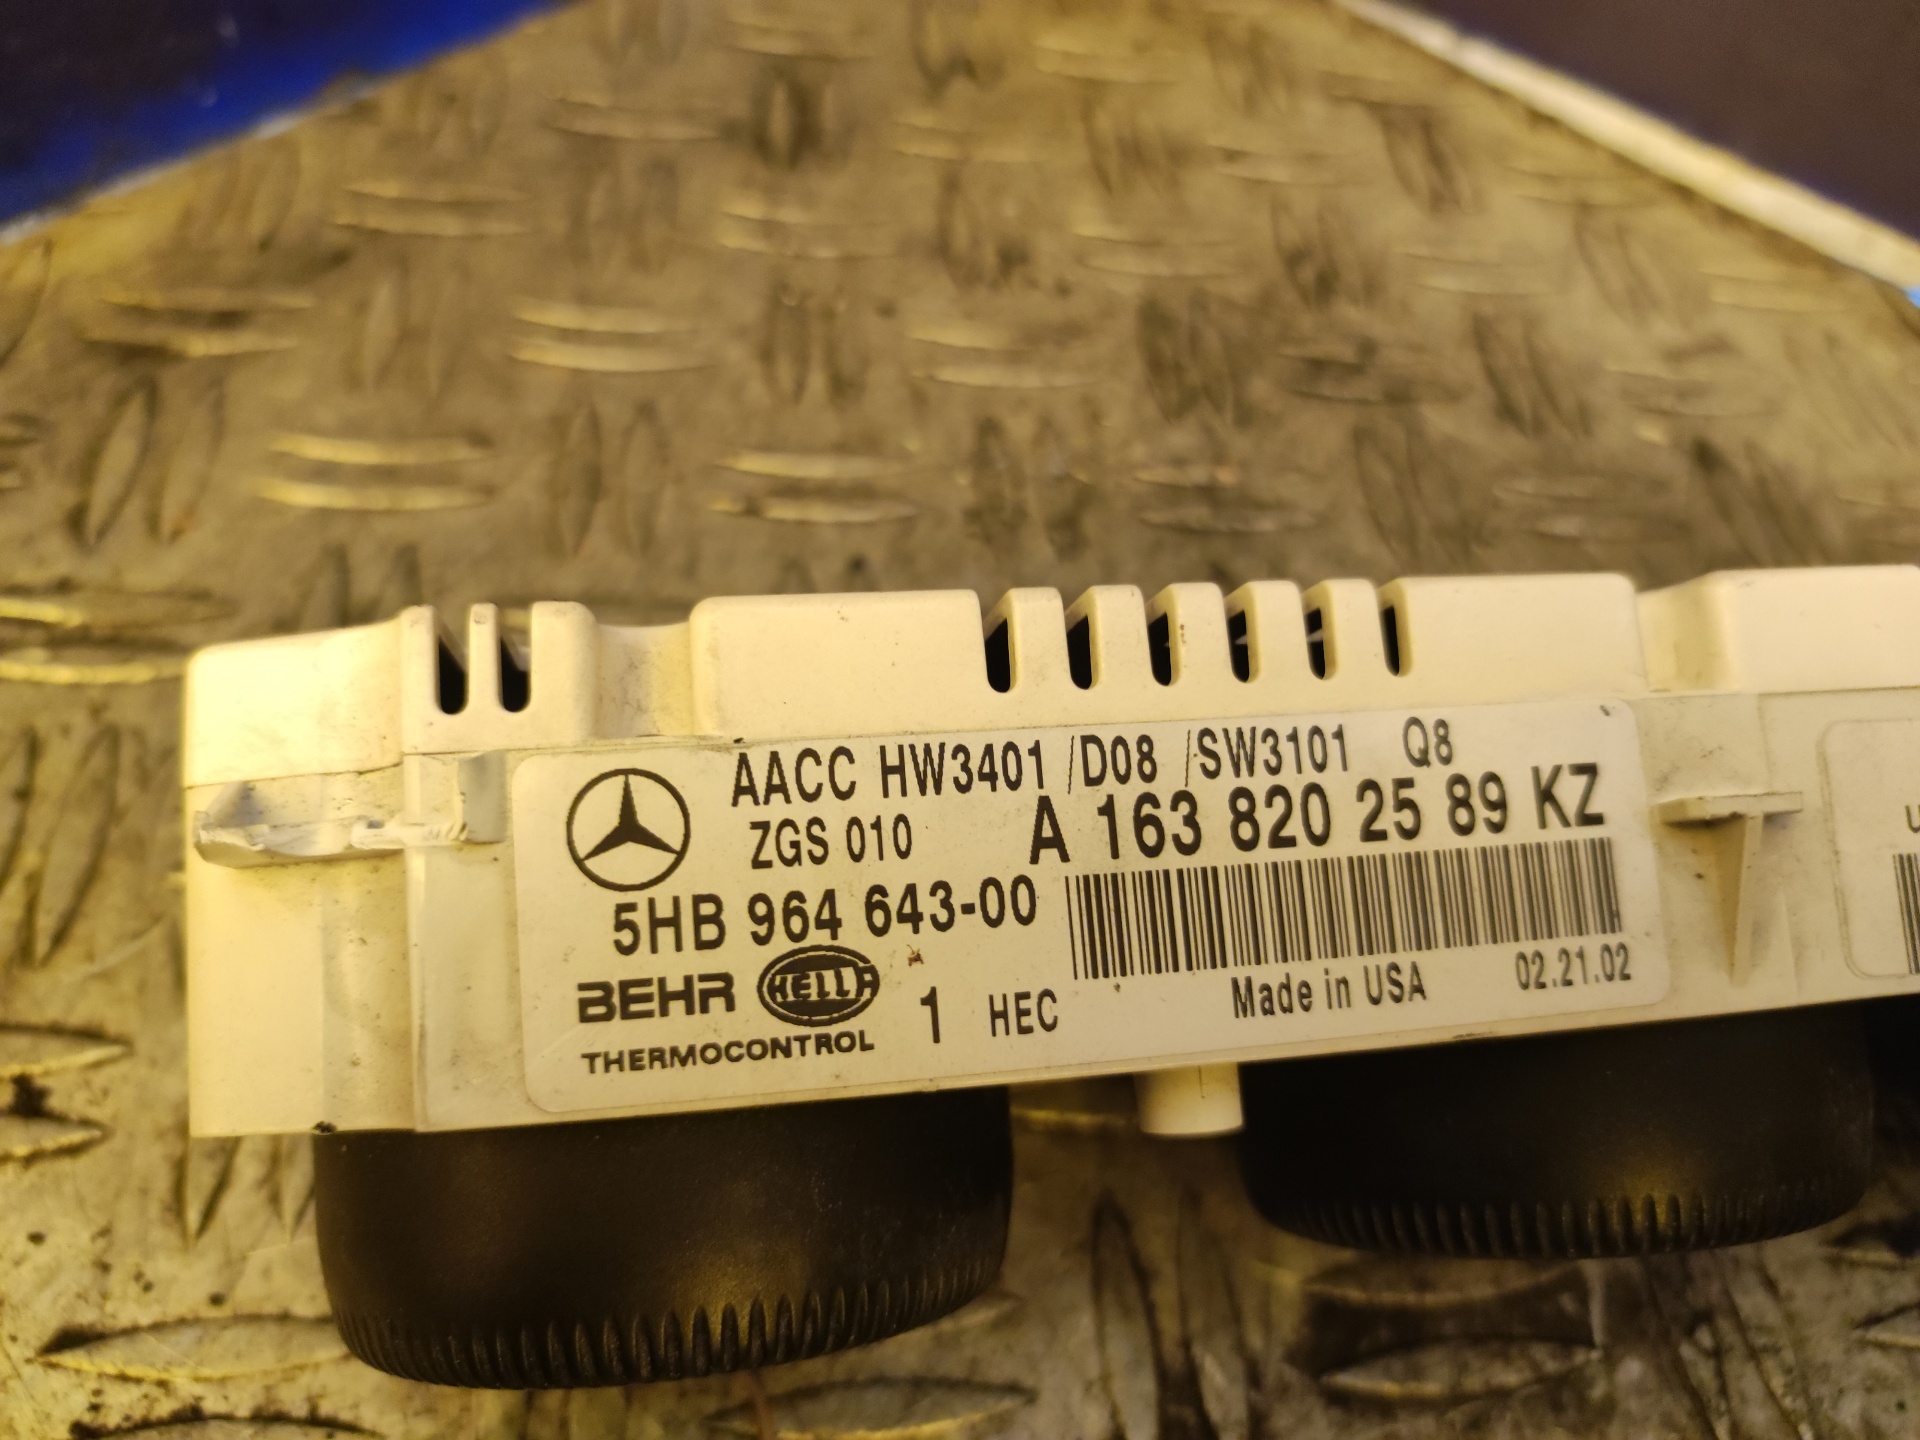 AACC HW3401 /D08 /SW3101 Q8
ZGS 010 A 163 820 25 89 KZ
5HB 964 643-00
BEHR HELLA 1 HEC Made in USA 02.21.02
THERMOCONTROL